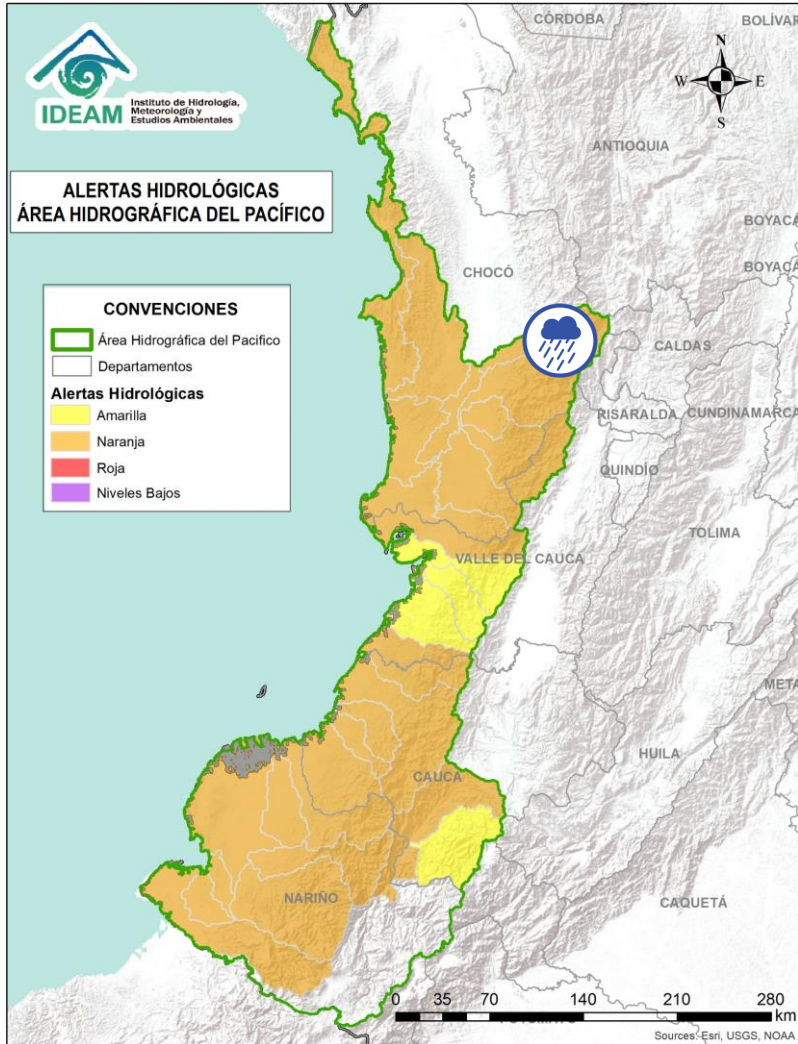 CÓRDOBA
BOLÍVAR
N
W E
S
IDEAM
Instituto de Hidrología,
Meteorología y
Estudios Ambientales
ANTIOQUIA
ALERTAS HIDROLÓGICAS
ÁREA HIDROGRÁFICA DEL PACÍFICO
BOYACÁ
CHOCÓ
BOYACÁ
CONVENCIONES
Área Hidrográfica del Pacifico
Departamentos
Alertas Hidrológicas
Amarilla
Naranja
Roja
Niveles Bajos
CALDAS
RISARALDA
CUNDINAMARCA
QUINDÍO
TOLIMA
VALLE DEL CAUCA
META
HUILA
CAUCA
NARIÑO
CAQUETÁ
0 35 70 140 210 280
km
Sources: Esri, USGS, NOAA